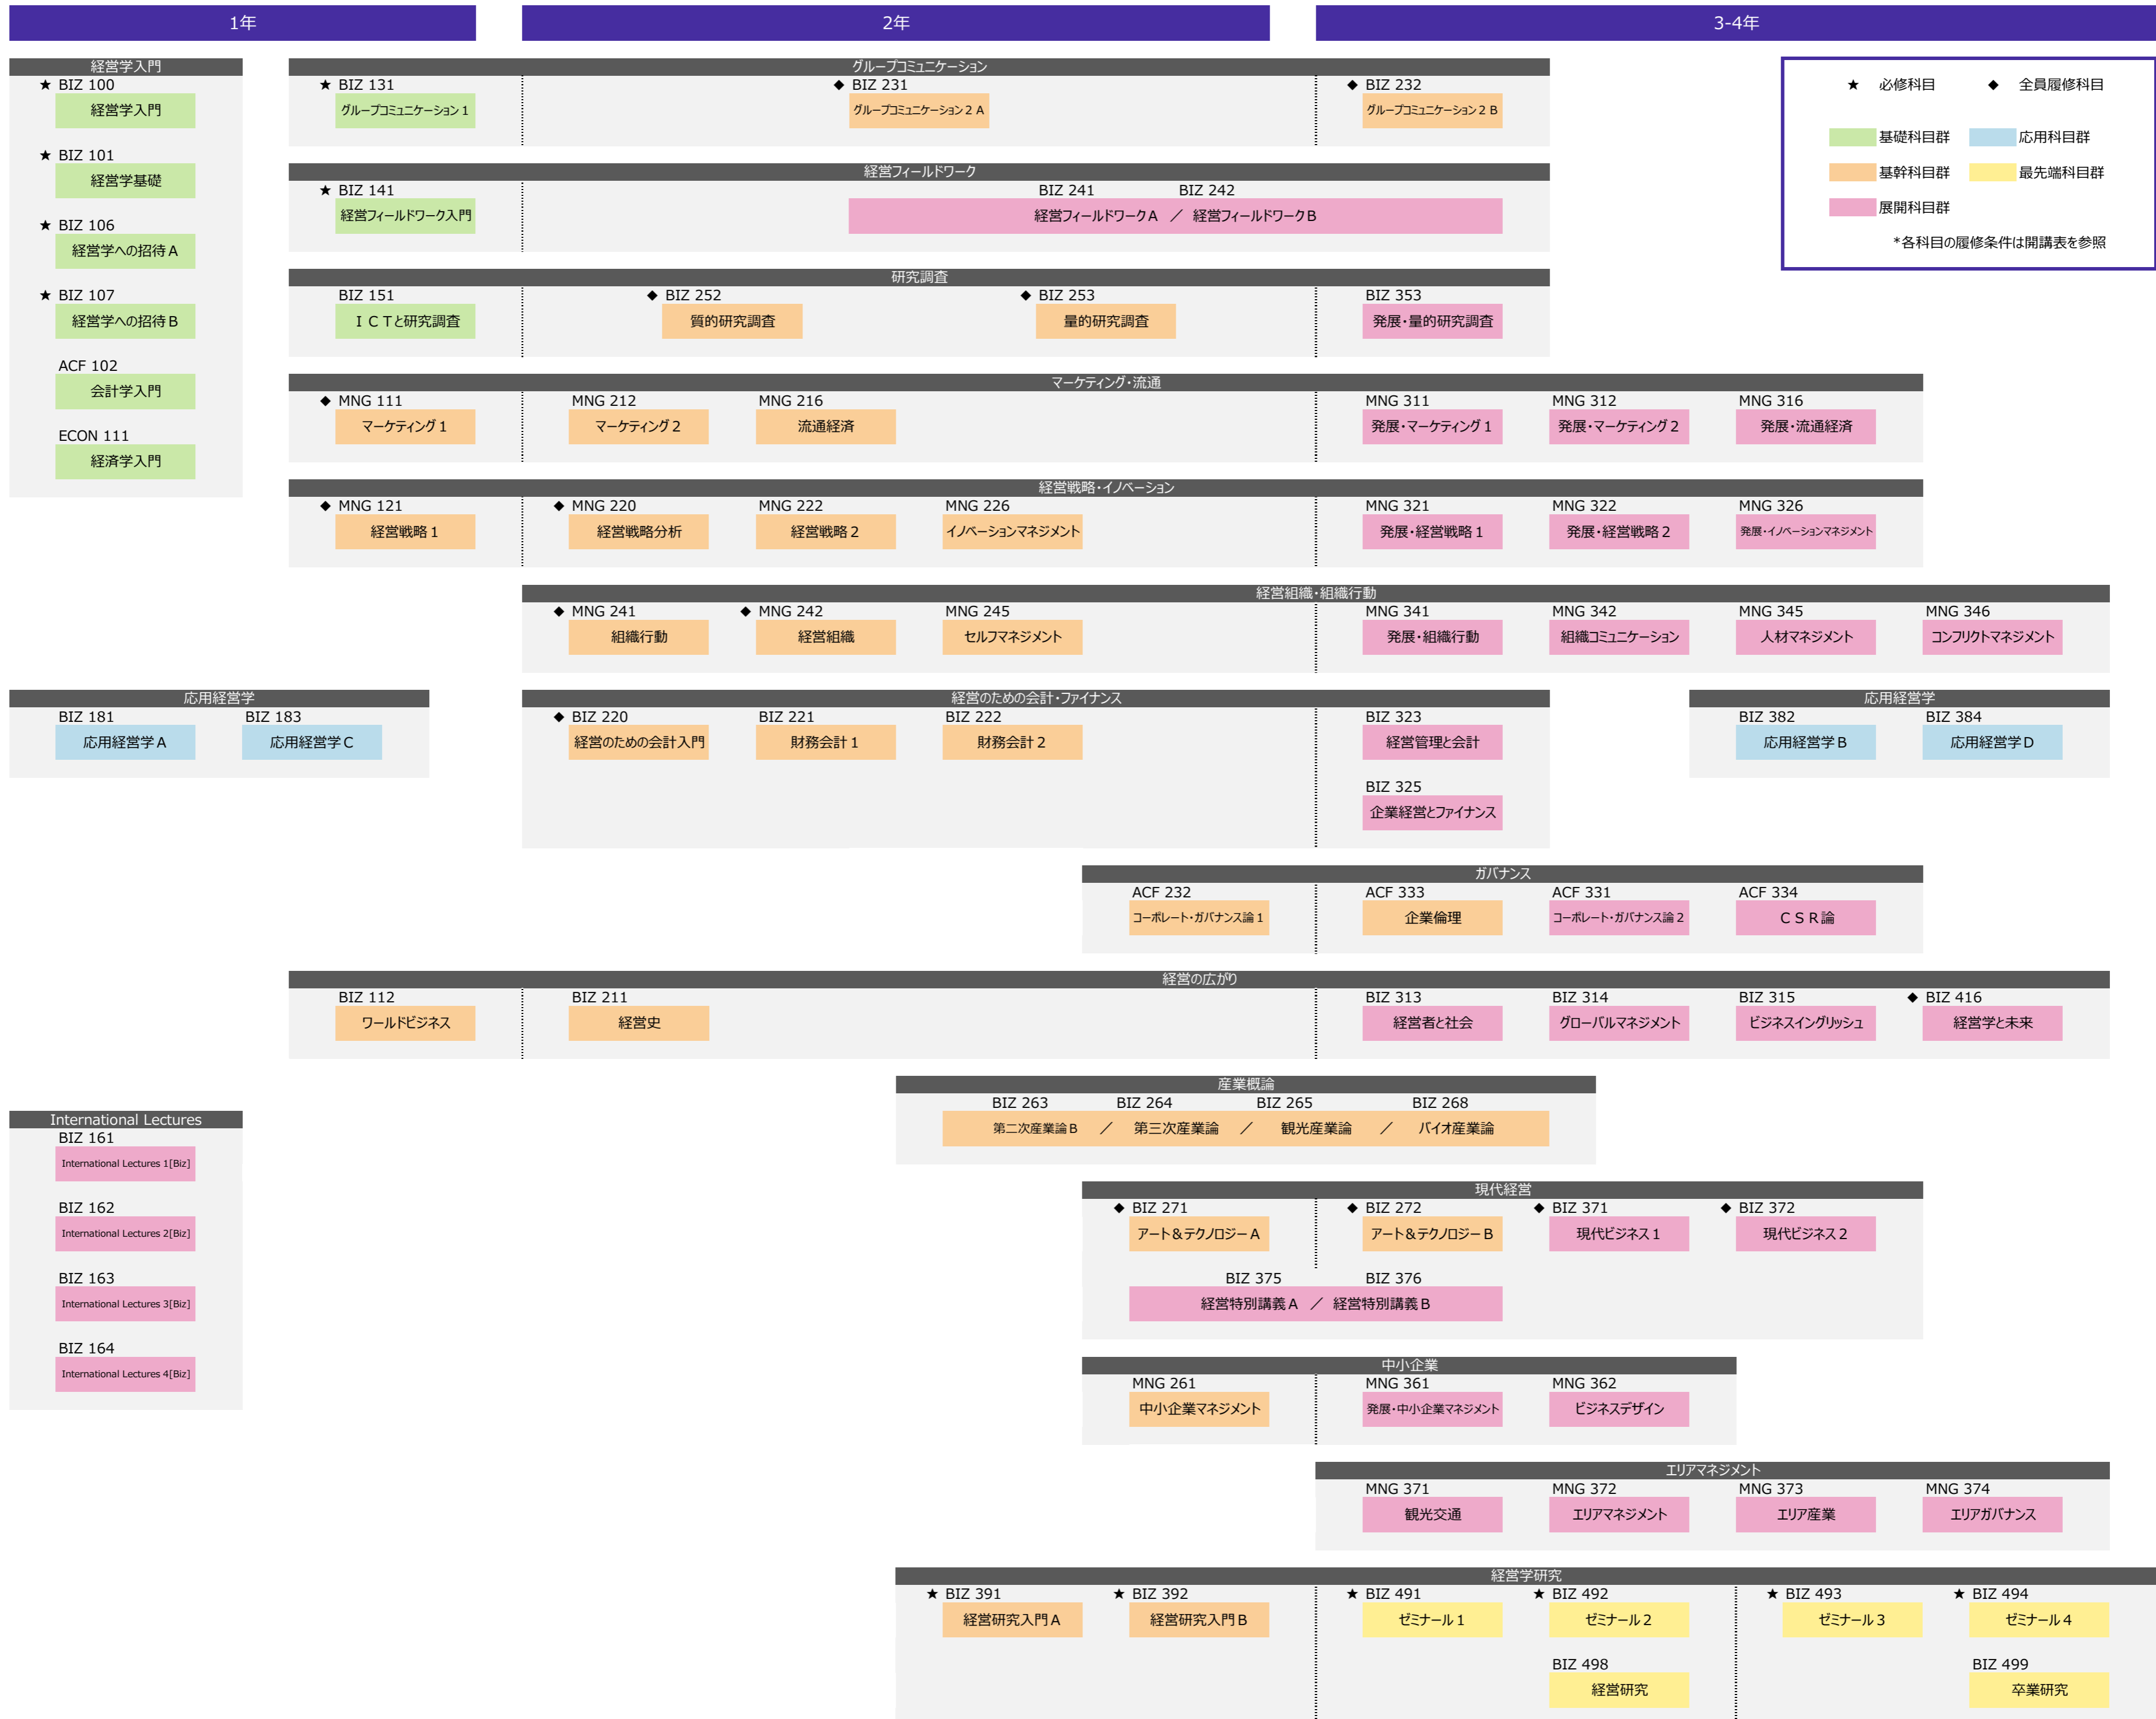 1年
2年
3-4年
★ 必修科目 ◆ 全員履修科目
基礎科目群 応用科目群
基幹科目群 最先端科目群
展開科目群
*各科目の履修条件は開講表を参照
経営学入門
★ BIZ 100
経営学入門
★ BIZ 101
経営学基礎
★ BIZ 106
経営学への招待A
★ BIZ 107
経営学への招待B
ACF 102
会計学入門
ECON 111
経済学入門
グループコミュニケーション
★ BIZ 131 ◆ BIZ 231 ◆ BIZ 232
グループコミュニケーション1 グループコミュニケーション2 A グループコミュニケーション2 B
経営フィールドワーク
★ BIZ 141 BIZ 241 BIZ 242
経営フィールドワーク入門 経営フィールドワークA ／ 経営フィールドワークB
研究調査
BIZ 151 ◆ BIZ 252 ◆ BIZ 253 BIZ 353
ＩＣＴと研究調査 質的研究調査 量的研究調査 発展・量的研究調査
マーケティング・流通
◆ MNG 111 MNG 212 MNG 216 MNG 311 MNG 312 MNG 316
マーケティング1 マーケティング2 流通経済 発展・マーケティング1 発展・マーケティング2 発展・流通経済
経営戦略・イノベーション
◆ MNG 121 ◆ MNG 220 MNG 222 MNG 226 MNG 321 MNG 322 MNG 326
経営戦略1 経営戦略分析 経営戦略2 イノベーションマネジメント 発展・経営戦略1 発展・経営戦略2 発展・イノベーションマネジメント
経営組織・組織行動
◆ MNG 241 ◆ MNG 242 MNG 245 MNG 341 MNG 342 MNG 345 MNG 346
組織行動 経営組織 セルフマネジメント 発展・組織行動 組織コミュニケーション 人材マネジメント コンフリクトマネジメント
応用経営学
BIZ 181 BIZ 183
応用経営学A 応用経営学C
経営のための会計・ファイナンス
◆ BIZ 220 BIZ 221 BIZ 222 BIZ 323
経営のための会計入門 財務会計1 財務会計2 経営管理と会計
BIZ 325
企業経営とファイナンス
応用経営学
BIZ 382 BIZ 384
応用経営学B 応用経営学D
ガバナンス
ACF 232 ACF 333 ACF 331 ACF 334
コーポレート・ガバナンス論1 企業倫理 コーポレート・ガバナンス論2 ＣＳＲ論
経営の広がり
BIZ 112 BIZ 211 BIZ 313 BIZ 314 BIZ 315 ◆ BIZ 416
ワールドビジネス 経営史 経営者と社会 グローバルマネジメント ビジネスイングリッシュ 経営学と未来
産業概論
BIZ 263 BIZ 264 BIZ 265 BIZ 268
第二次産業論B ／ 第三次産業論 ／ 観光産業論 ／ バイオ産業論
International Lectures
BIZ 161
International Lectures 1[Biz]
BIZ 162
International Lectures 2[Biz]
BIZ 163
International Lectures 3[Biz]
BIZ 164
International Lectures 4[Biz]
現代経営
◆ BIZ 271 ◆ BIZ 272 ◆ BIZ 371 ◆ BIZ 372
アート＆テクノロジーA アート＆テクノロジーB 現代ビジネス1 現代ビジネス2
BIZ 375 BIZ 376
経営特別講義A ／ 経営特別講義B
中小企業
MNG 261 MNG 361 MNG 362
中小企業マネジメント 発展・中小企業マネジメント ビジネスデザイン
エリアマネジメント
MNG 371 MNG 372 MNG 373 MNG 374
観光交通 エリアマネジメント エリア産業 エリアガバナンス
経営学研究
★ BIZ 391 ★ BIZ 392 ★ BIZ 491 ★ BIZ 492 ★ BIZ 493 ★ BIZ 494
経営研究入門A 経営研究入門B ゼミナール1 ゼミナール2 ゼミナール3 ゼミナール4
BIZ 498 BIZ 499
経営研究 卒業研究